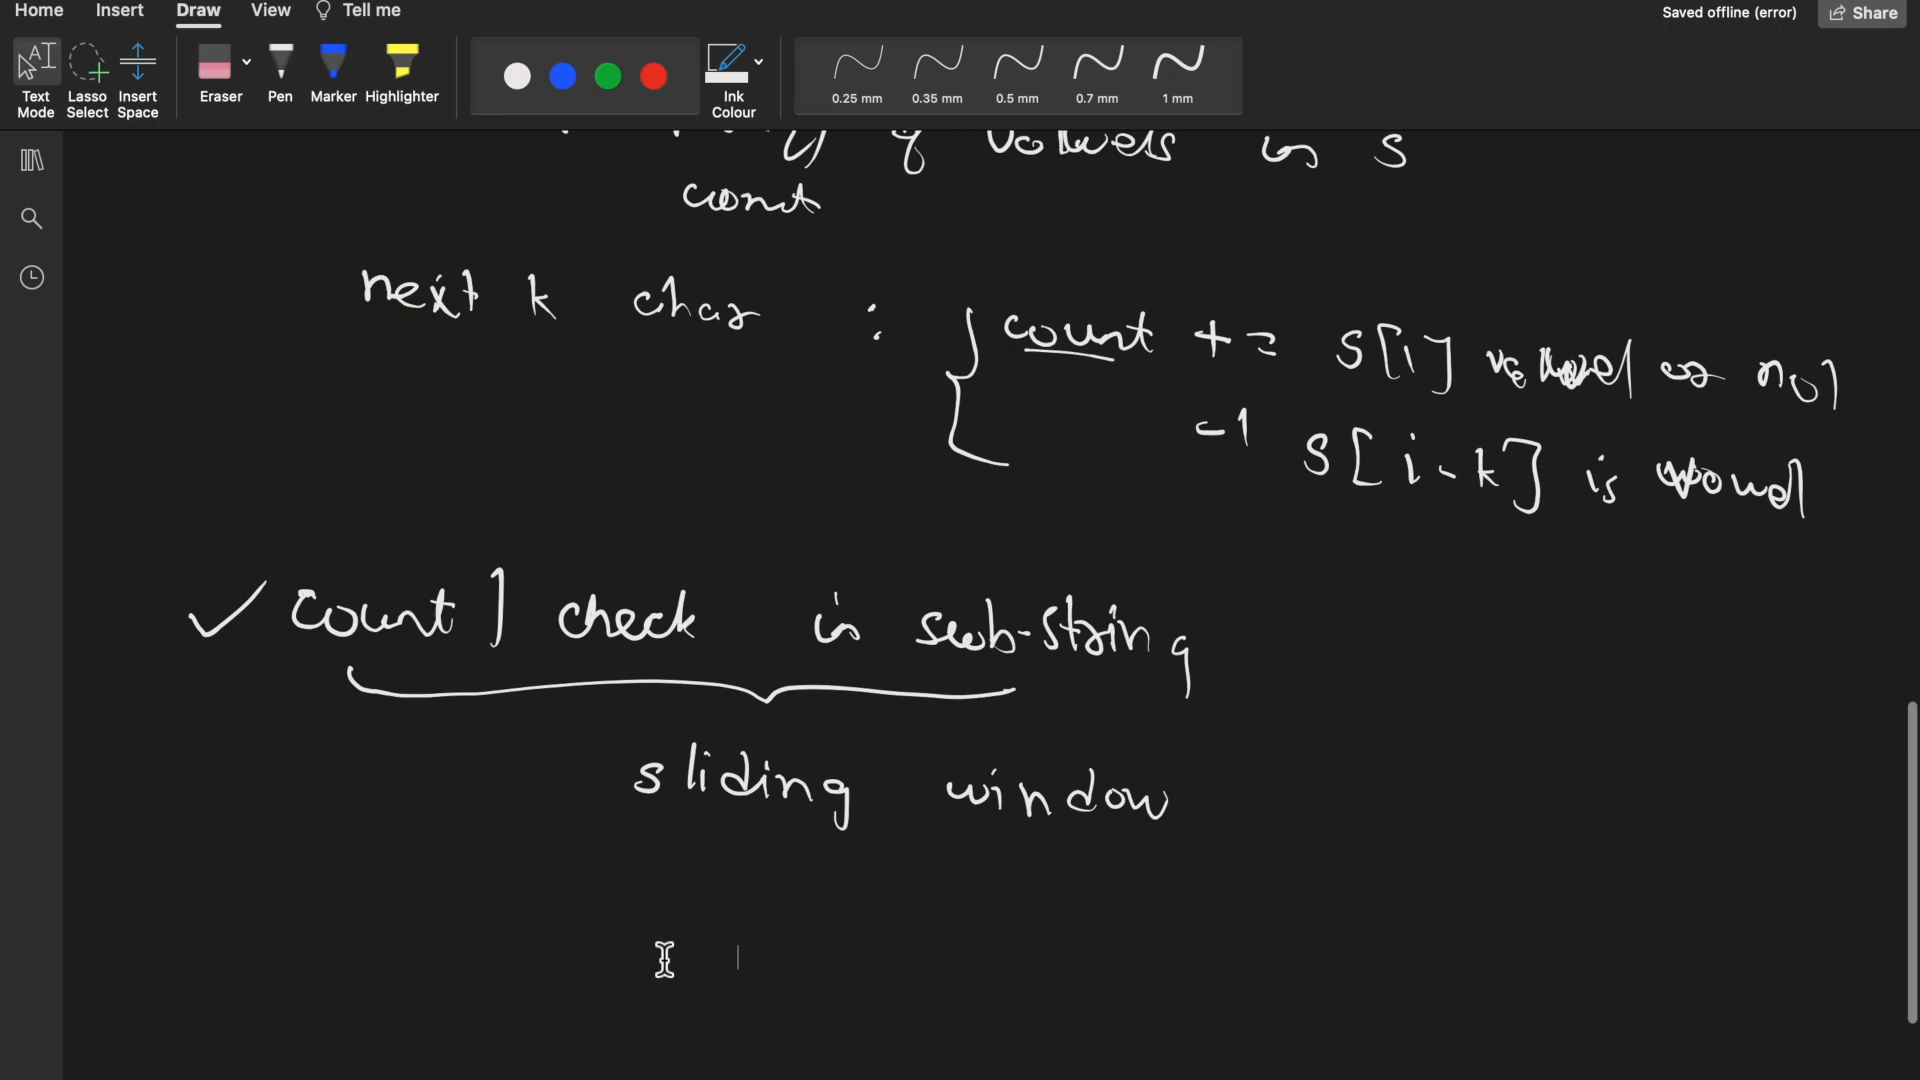 Home Insert Draw View Tell me Saved offline (error) Share
Text Mode Lasso Select Insert Space Eraser Pen Marker Highlighter Ink Colour 0.25 mm 0.35 mm 0.5 mm 0.7 mm 1 mm
of vowels in s
count
next k char : count += s[i] vowel or not
-1 s[i-k] is vowel
✓ count ] check in sub-string
sliding window